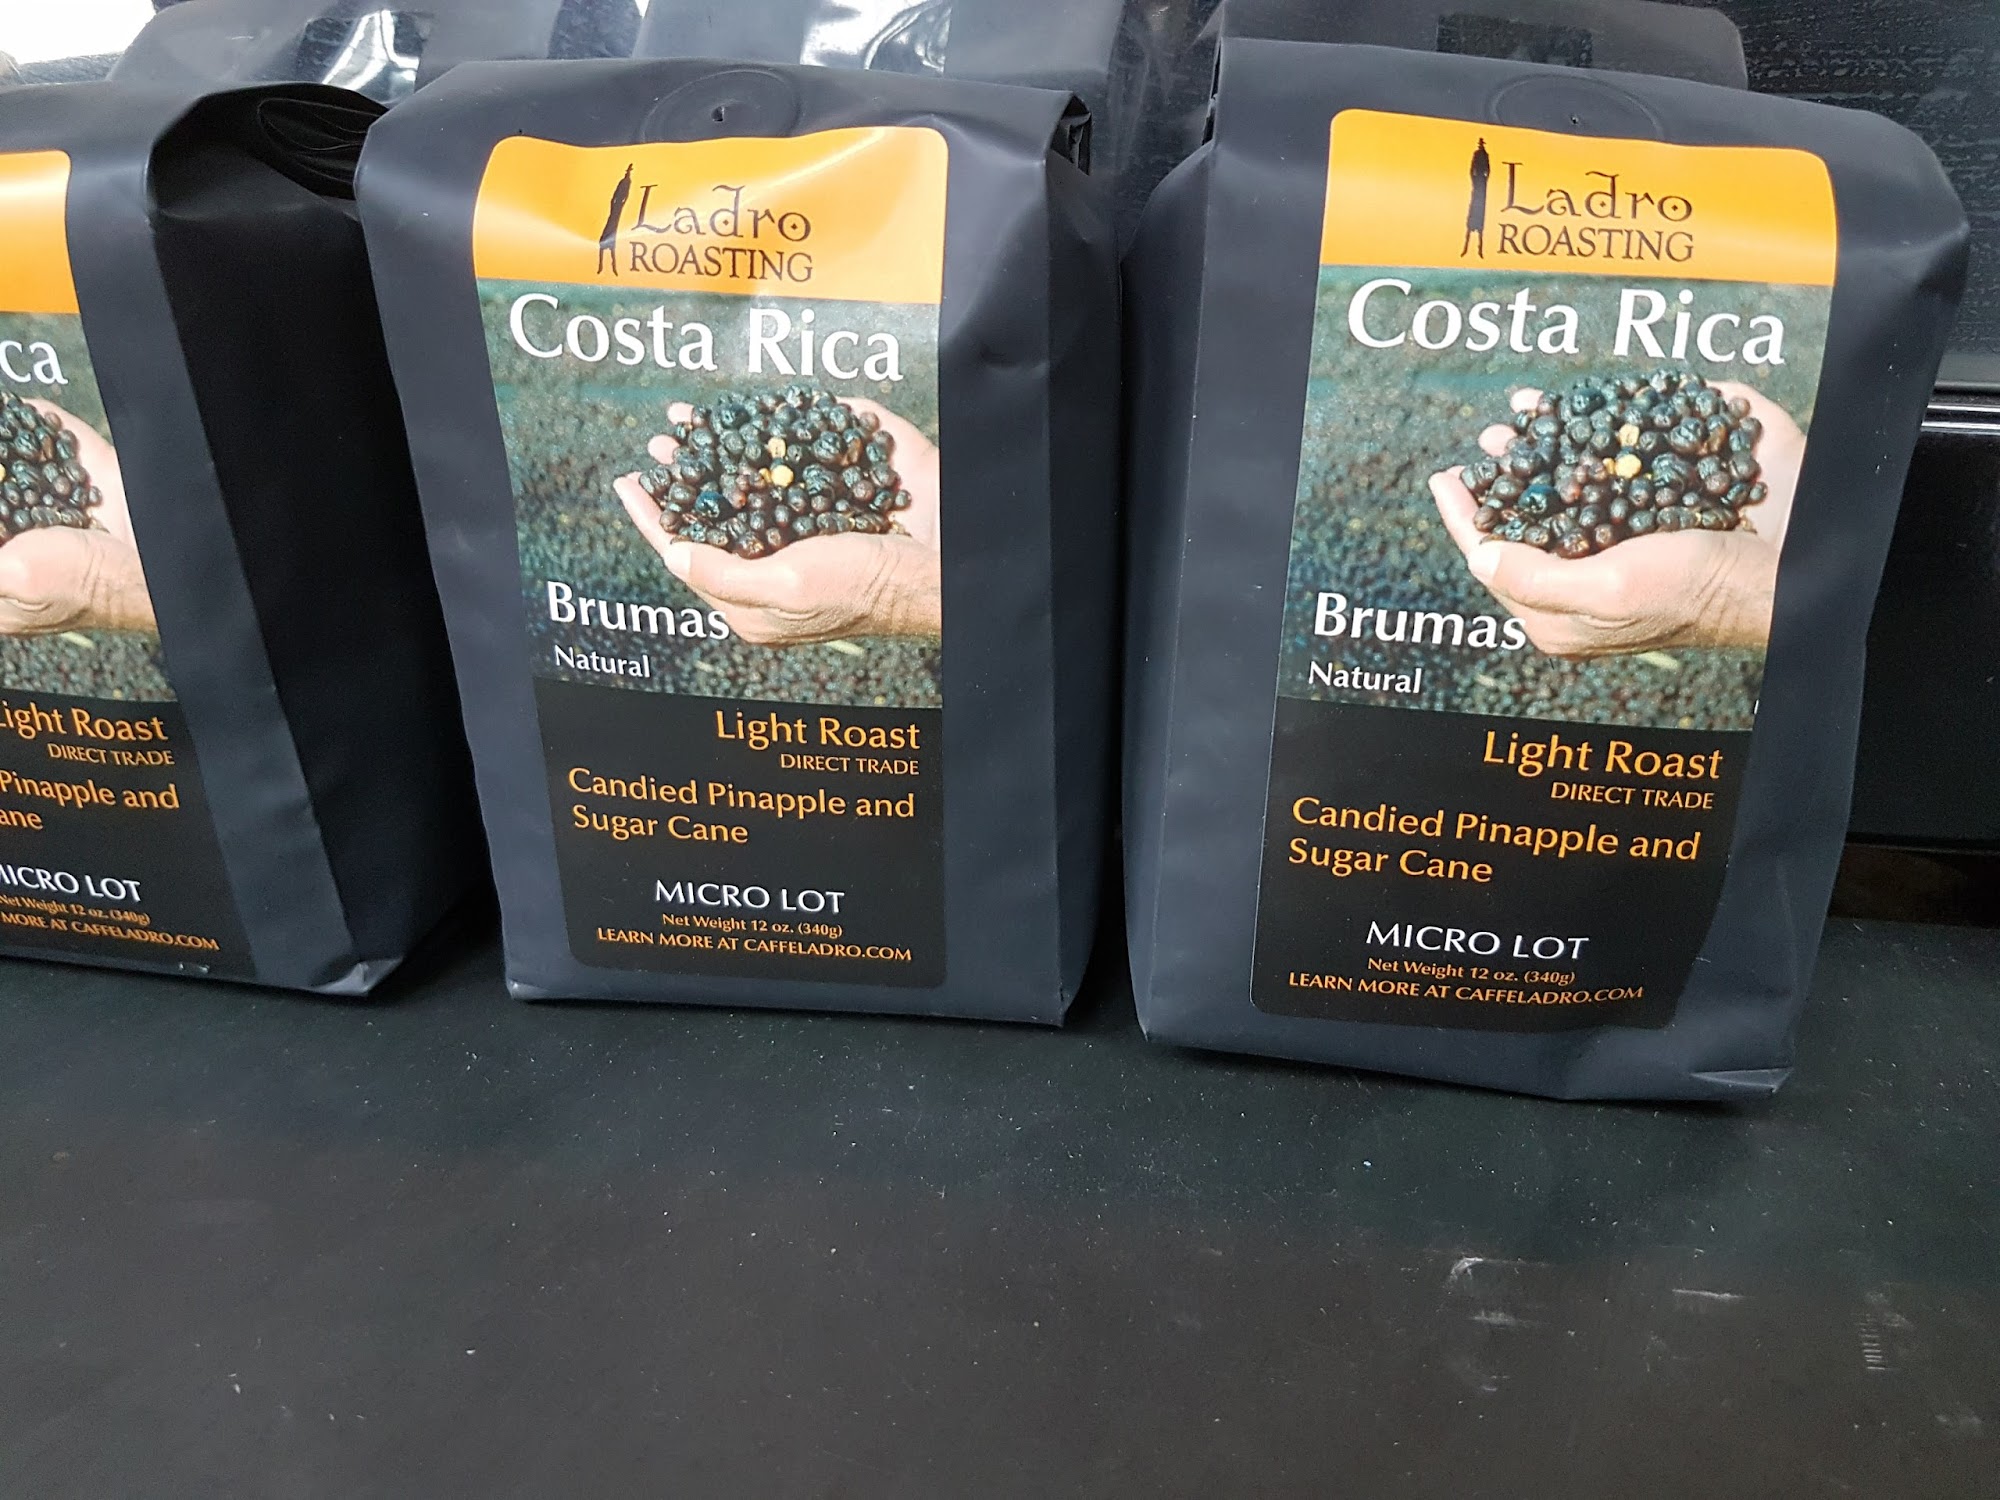 ca
Light Roast
DIRECT TRADE
Pinapple and
ane
MICRO LOT
Net Weight 12 oz. (340g)
MORE AT CAFFELADRO.COM
Ladro
ROASTING
Costa Rica
Brumas
Natural
Light Roast
DIRECT TRADE
Candied Pinapple and
Sugar Cane
MICRO LOT
Net Weight 12 oz. (340g)
LEARN MORE AT CAFFELADRO.COM
Ladro
ROASTING
Costa Rica
Brumas
Natural
Light Roast
DIRECT TRADE
Candied Pinapple and
Sugar Cane
MICRO LOT
Net Weight 12 oz. (340g)
LEARN MORE AT CAFFELADRO.COM